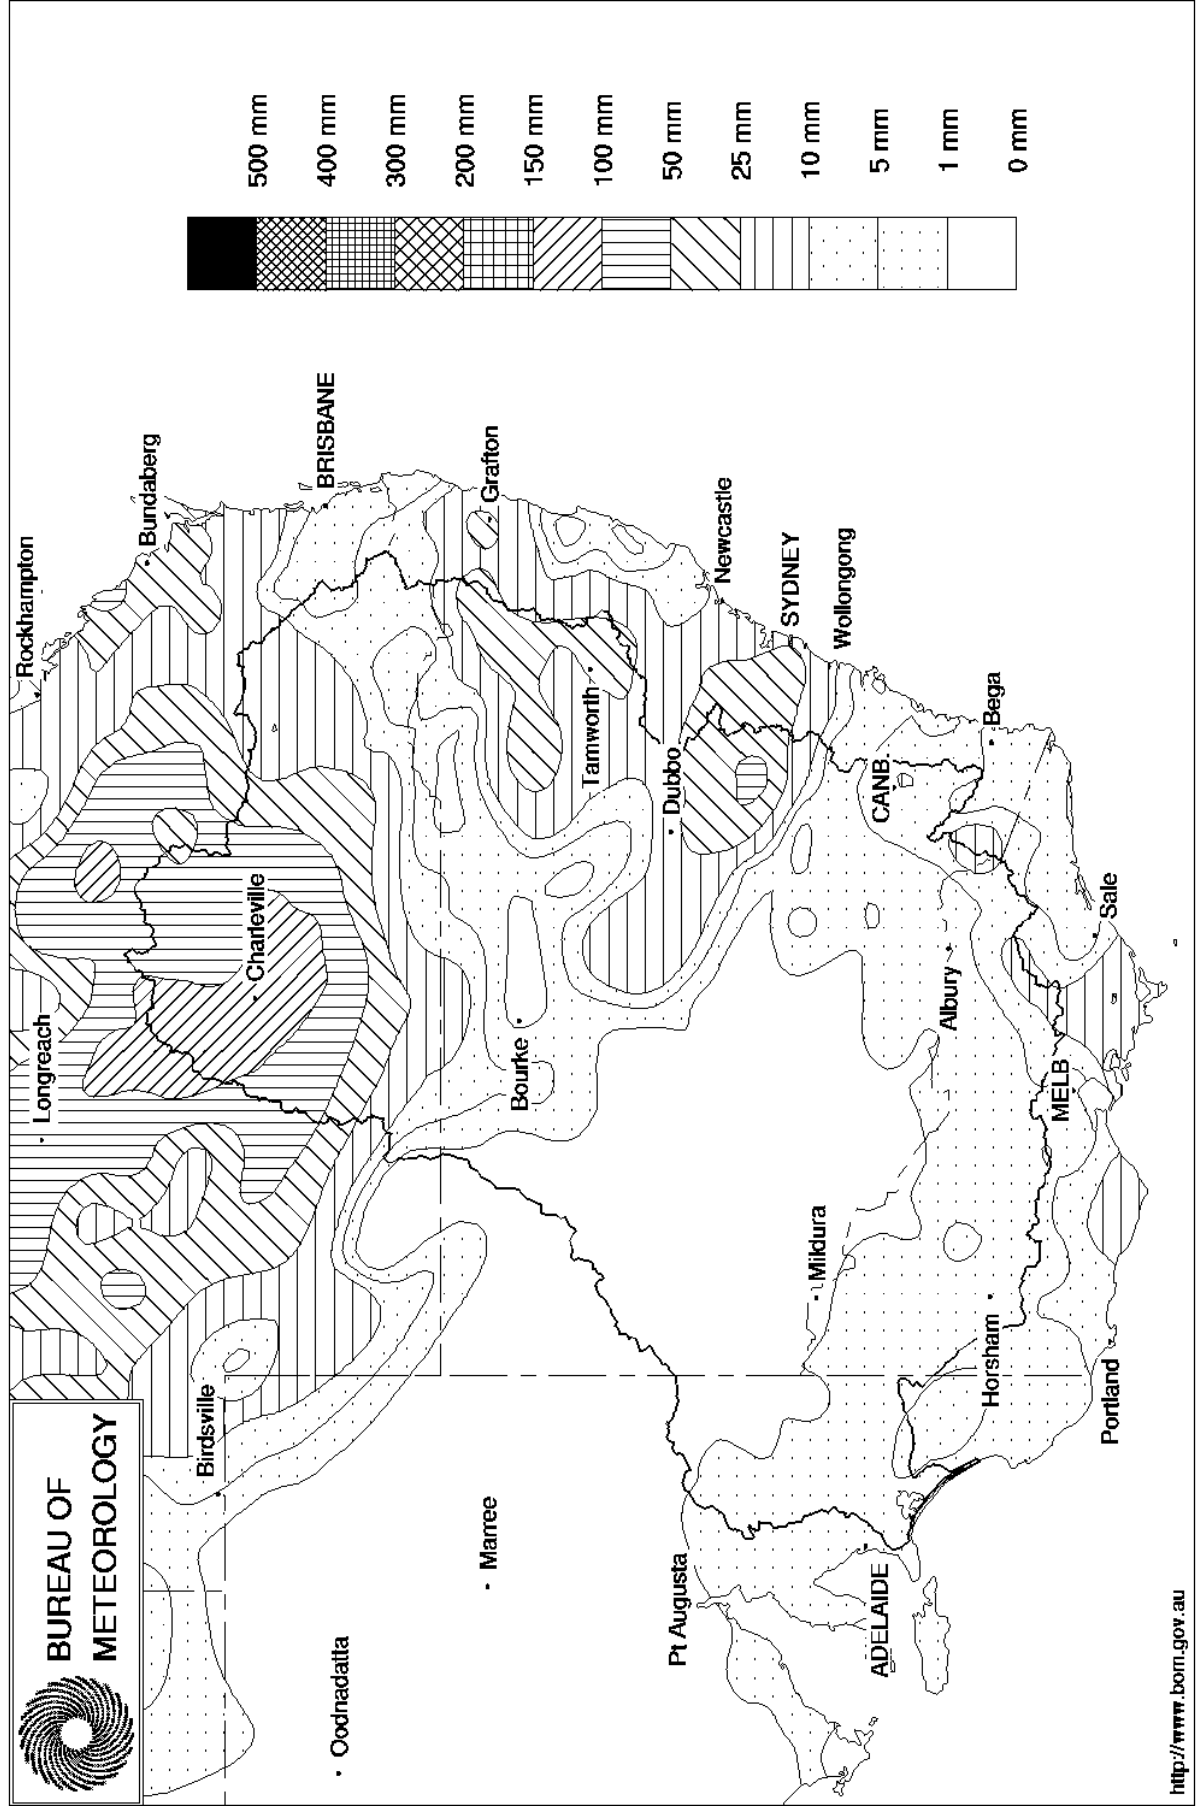 BUREAU OF
METEOROLOGY
500 mm
400 mm
300 mm
200 mm
150 mm
100 mm
50 mm
25 mm
10 mm
5 mm
1 mm
0 mm
Rockhampton
Longreach
Bundaberg
Birdsville
Charleville
BRISBANE
Oodnadatta
Marree
Bourke
Grafton
Tamworth
Pt Augusta
Dubbo
Newcastle
Mildura
SYDNEY
Wollongong
ADELAIDE
CANB.
Albury
Horsham
Bega
MELB
Portland
Sale
http://www.bom.gov.au